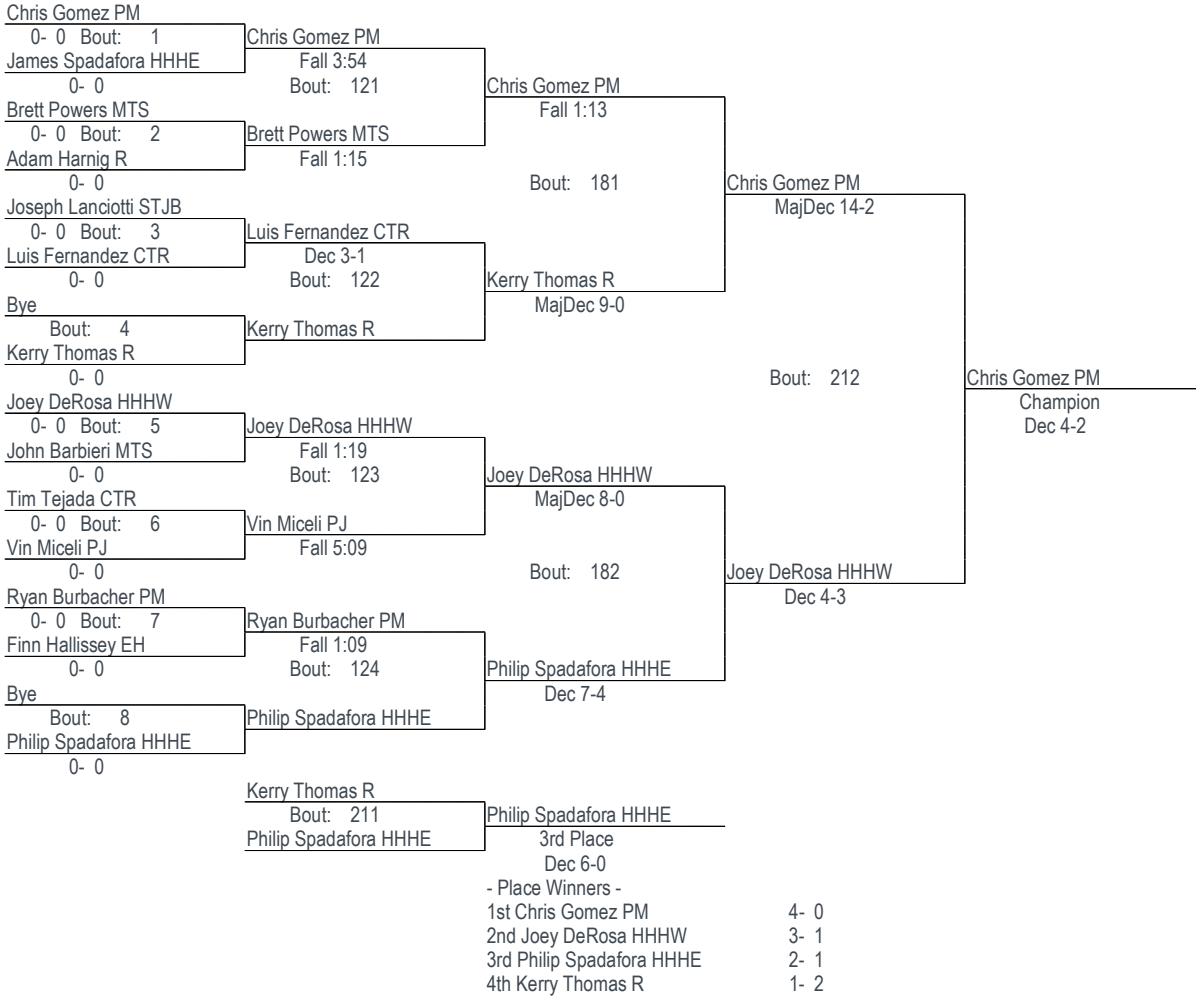 Chris Gomez PM
0- 0 Bout: 1
Chris Gomez PM
James Spadafora HHHE
Fall 3:54
0- 0
Bout: 121
Chris Gomez PM
Brett Powers MTS
Fall 1:13
0- 0 Bout: 2
Brett Powers MTS
Adam Harnig R
Fall 1:15
0- 0
Bout: 181
Chris Gomez PM
Joseph Lanciotti STJB
MajDec 14-2
0- 0 Bout: 3
Luis Fernandez CTR
Luis Fernandez CTR
Dec 3-1
0- 0
Bout: 122
Kerry Thomas R
Bye
MajDec 9-0
Bout: 4
Kerry Thomas R
Kerry Thomas R
0- 0
Bout: 212
Chris Gomez PM
Joey DeRosa HHHW
Champion
0- 0 Bout: 5
Joey DeRosa HHHW
Dec 4-2
John Barbieri MTS
Fall 1:19
0- 0
Bout: 123
Joey DeRosa HHHW
Tim Tejada CTR
MajDec 8-0
0- 0 Bout: 6
Vin Miceli PJ
Vin Miceli PJ
Fall 5:09
0- 0
Bout: 182
Joey DeRosa HHHW
Ryan Burbacher PM
Dec 4-3
0- 0 Bout: 7
Ryan Burbacher PM
Finn Hallissey EH
Fall 1:09
0- 0
Bout: 124
Philip Spadafora HHHE
Bye
Dec 7-4
Bout: 8
Philip Spadafora HHHE
Philip Spadafora HHHE
0- 0
Kerry Thomas R
Bout: 211
Philip Spadafora HHHE
Philip Spadafora HHHE
3rd Place
Dec 6-0
- Place Winners -
1st Chris Gomez PM 4- 0
2nd Joey DeRosa HHHW 3- 1
3rd Philip Spadafora HHHE 2- 1
4th Kerry Thomas R 1- 2